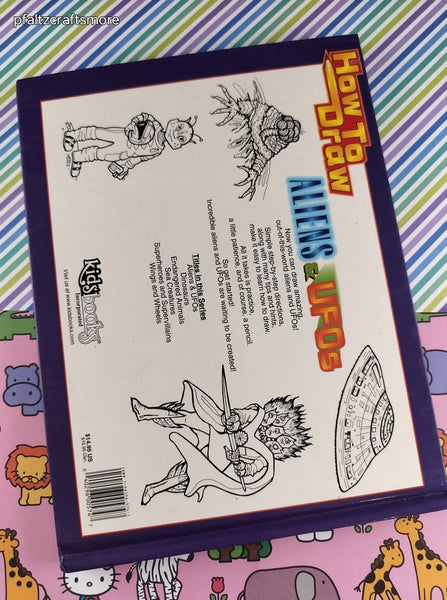 pfaltzcraftsmore
How To
Draw
ALIENS
& UFOs
Now you can draw amazing,
out-of-this-world aliens and UFOs!
Simple step-by-step directions,
along with many tips and hints,
make it easy to learn how to draw.
All it takes is practice,
a little patience, and of course, a pencil.
So get started!
Incredible aliens and UFOs are waiting to be created!
Titles in this Series
Aliens & UFOs
Dinosaurs
Endangered Animals
Sea Creatures
Superheroes and Supervillains
Wings and Wheels
kidsbooks
Incorporated
Visit us at www.kidsbooks.com
$14.95 US